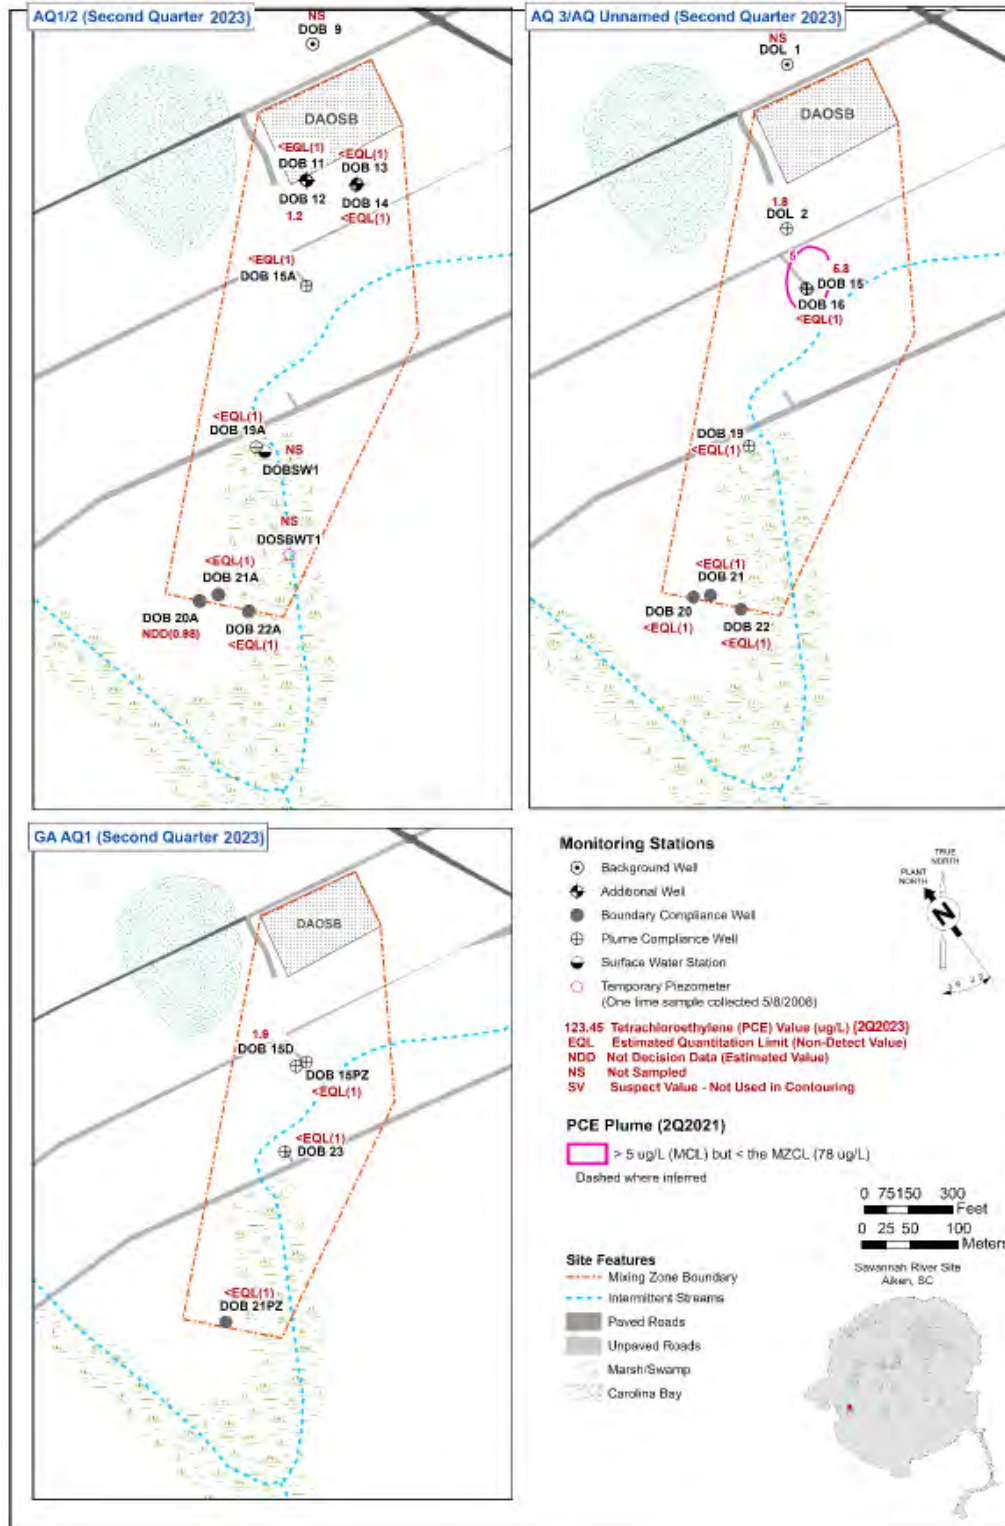 AQ1/2 (Second Quarter 2023)
NS
DOB 9
DAOSB
<EQL(1)
DOB 11
<EQL(1)
DOB 13
DOB 12
1.2
DOB 14
<EQL(1)
<EQL(1)
DOB 15A
<EQL(1)
DOB 19A
NS
DOBSW1
NS
DOSBWT1
<EQL(1)
DOB 21A
DOB 20A
NDD(0.98)
DOB 22A
<EQL(1)
AQ 3/AQ Unnamed (Second Quarter 2023)
NS
DOL 1
DAOSB
1.8
DOL 2
5
5.8
DOB 15
DOB 16
<EQL(1)
DOB 19
<EQL(1)
<EQL(1)
DOB 21
DOB 20
<EQL(1)
DOB 22
<EQL(1)
GA AQ1 (Second Quarter 2023)
DAOSB
1.9
DOB 15D
DOB 15PZ
<EQL(1)
<EQL(1)
DOB 23
<EQL(1)
DOB 21PZ
Monitoring Stations
Background Well
Additional Well
Boundary Compliance Well
Plume Compliance Well
Surface Water Station
Temporary Piezometer
(One time sample collected 5/8/2006)
TRUE
NORTH
PLANT
NORTH
N
123.45 Tetrachloroethylene (PCE) Value (ug/L) (2Q2023)
EQL Estimated Quantitation Limit (Non-Detect Value)
NDD Not Decision Data (Estimated Value)
NS Not Sampled
SV Suspect Value - Not Used in Contouring
PCE Plume (2Q2021)
> 5 ug/L (MCL) but < the MZCL (78 ug/L)
Dashed where inferred
0 75150 300
Feet
0 25 50 100
Meters
Savannah River Site
Aiken, SC
Site Features
Mixing Zone Boundary
Intermittent Streams
Paved Roads
Unpaved Roads
Marsh/Swamp
Carolina Bay